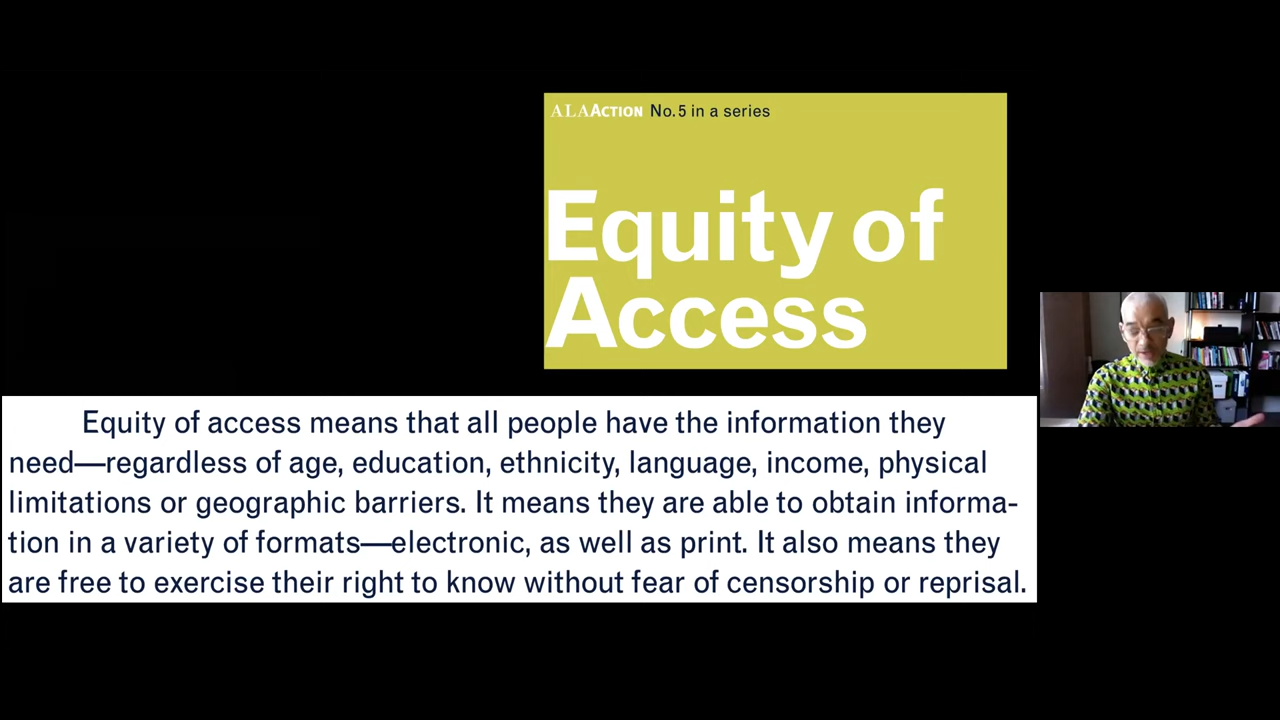 ALAACTION No.5 in a series
Equity of
Access
Equity of access means that all people have the information they
need—regardless of age, education, ethnicity, language, income, physical
limitations or geographic barriers. It means they are able to obtain informa-
tion in a variety of formats—electronic, as well as print. It also means they
are free to exercise their right to know without fear of censorship or reprisal.